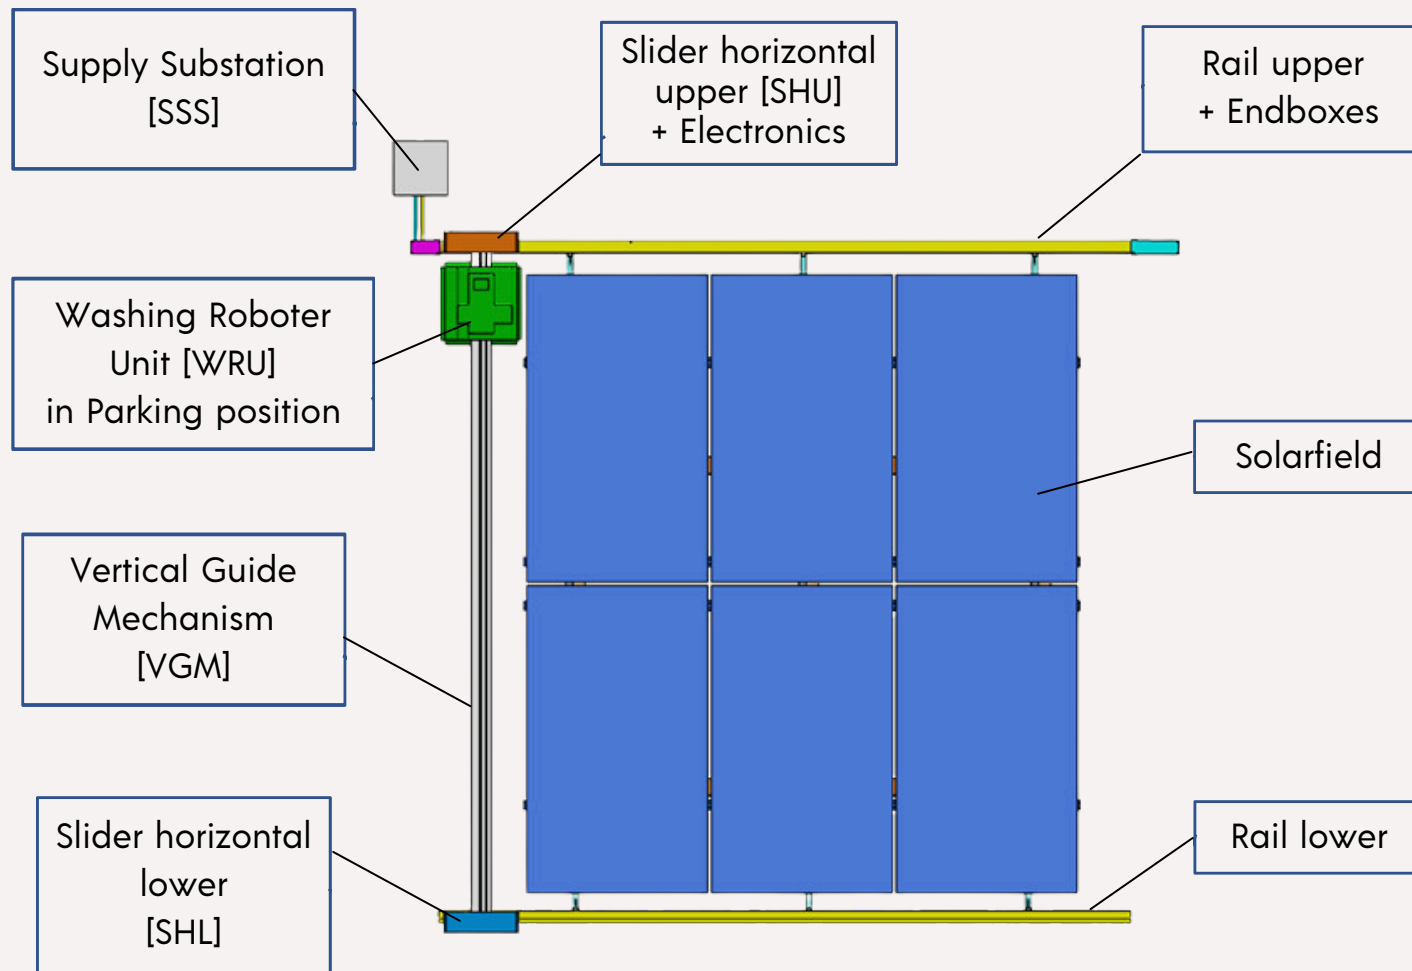 Supply Substation
[SSS]
Slider horizontal
upper [SHU]
+ Electronics
Rail upper
+ Endboxes
Washing Roboter
Unit [WRU]
in Parking position
Solarfield
Vertical Guide
Mechanism
[VGM]
Slider horizontal
lower
[SHL]
Rail lower